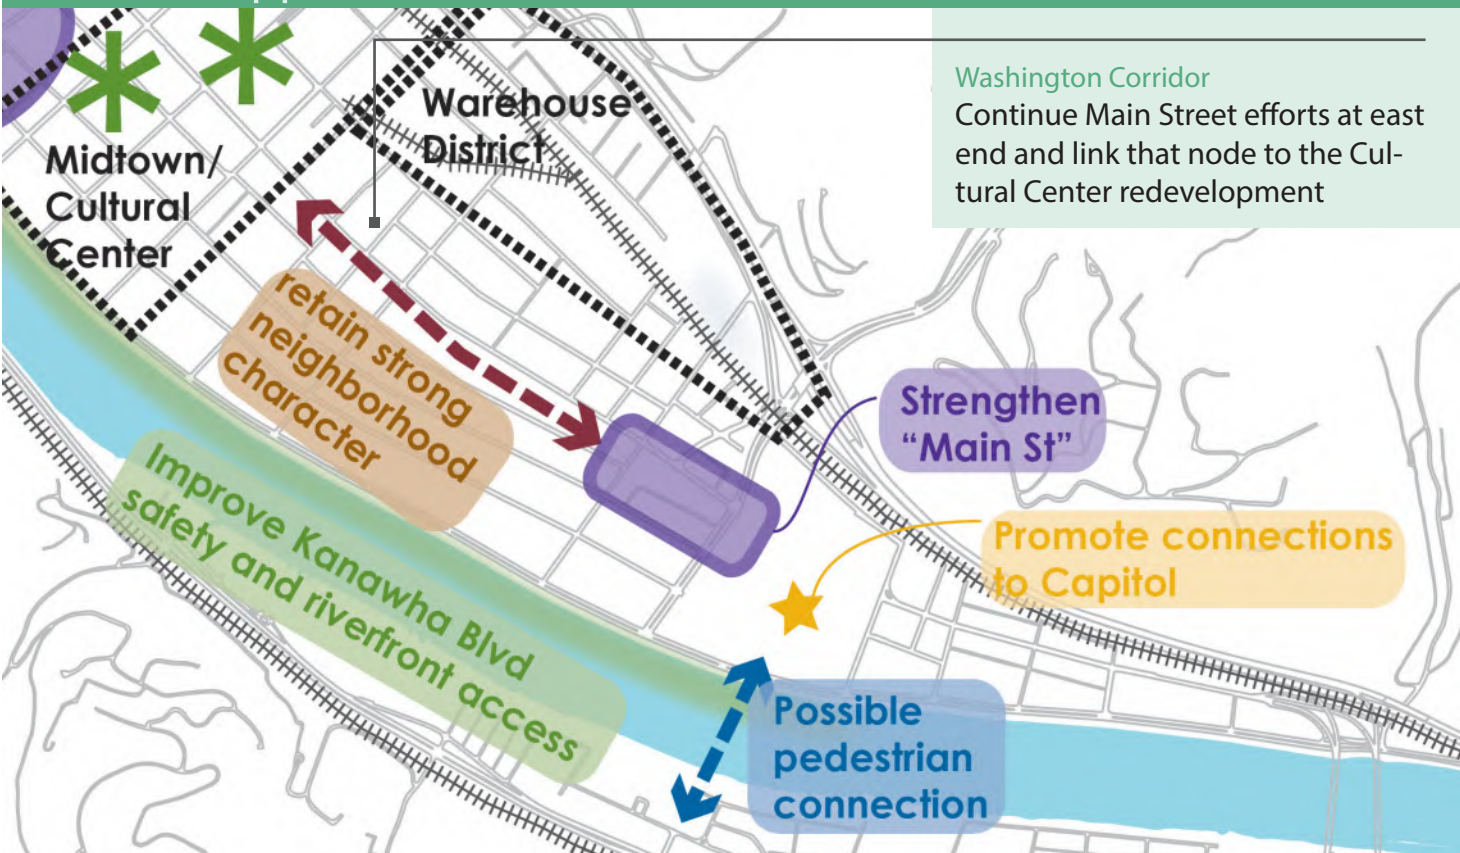 Washington Corridor
Continue Main Street efforts at east
end and link that node to the Cul-
tural Center redevelopment
Warehouse
District
Midtown/
Cultural
Center
retain strong
neighborhood
character
Strengthen
“Main St”
Improve Kanawha Blvd
safety and riverfront access
Promote connections
to Capitol
Possible
pedestrian
connection